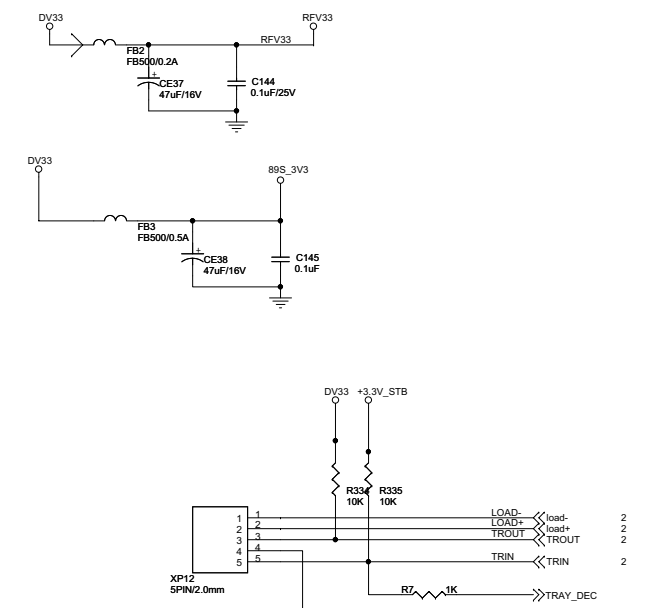 DV33
RFV33
RFV33
FB2
FB500/0.2A
+
CE37
47uF/16V
C144
0.1uF/25V
DV33
89S_3V3
FB3
FB500/0.5A
+
CE38
47uF/16V
C145
0.1uF
DV33 +3.3V_STB
R334 R335
10K 10K
1 1 LOAD- load- 2
2 2 LOAD+ load+ 2
3 3 TROUT TROUT 2
4 4
5 5 TRIN TRIN 2
XP12
5PIN/2.0mm
R7 1K TRAY_DEC